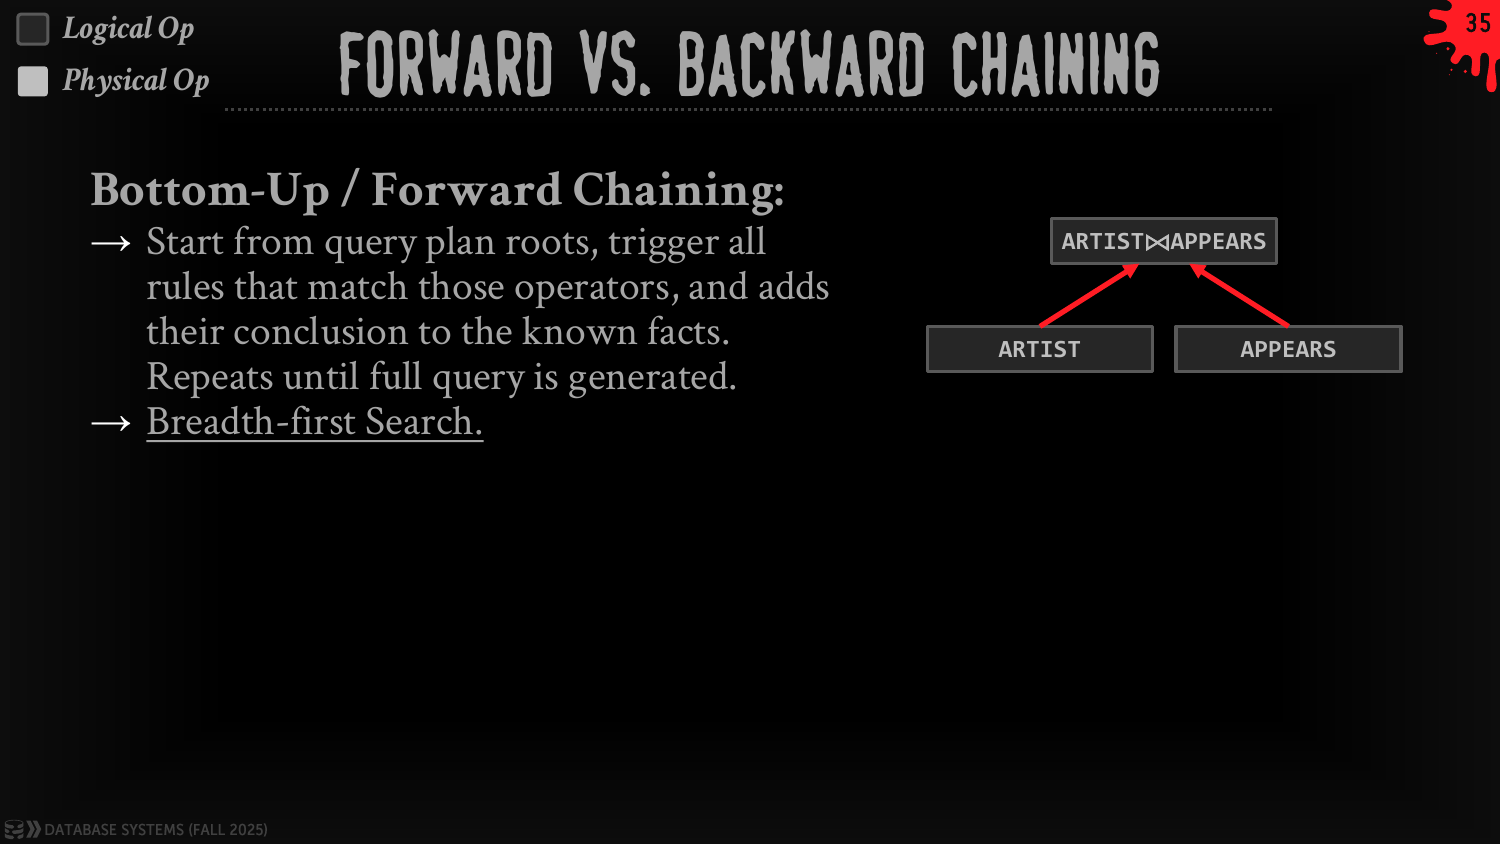 Logical Op
Physical Op
35
FORWARD VS. BACKWARD CHAINING
Bottom-Up / Forward Chaining:
→ Start from query plan roots, trigger all
rules that match those operators, and adds
their conclusion to the known facts.
Repeats until full query is generated.
→ Breadth-first Search.
ARTIST⋈APPEARS
ARTIST
APPEARS
DATABASE SYSTEMS (FALL 2025)